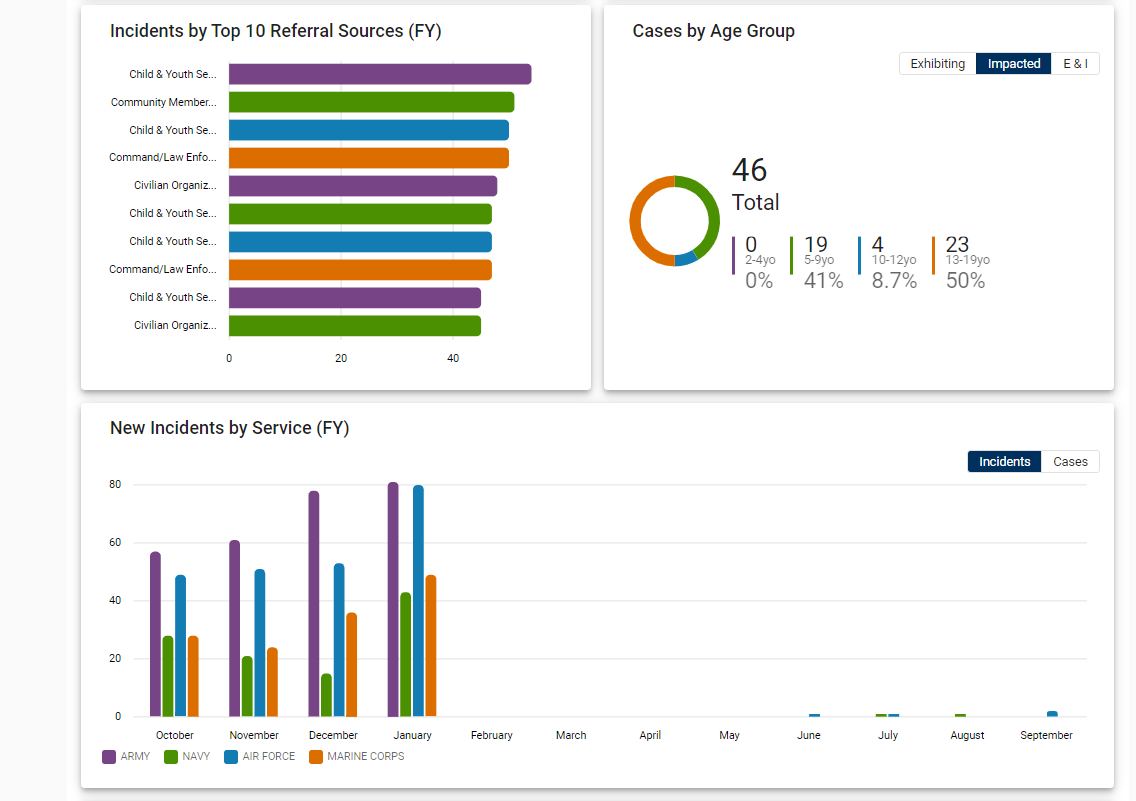 Incidents by Top 10 Referral Sources (FY)
Child & Youth Se...
Community Member...
Child & Youth Se...
Command/Law Enfo...
Civilian Organiz...
Child & Youth Se...
Child & Youth Se...
Command/Law Enfo...
Child & Youth Se...
Civilian Organiz...
0 20 40
Cases by Age Group
Exhibiting Impacted E & I
46
Total
0 19 4 23
2-4yo 5-9yo 10-12yo 13-19yo
0% 41% 8.7% 50%
New Incidents by Service (FY)
Incidents Cases
80
60
40
20
0
October November December January February March April May June July August September
ARMY NAVY AIR FORCE MARINE CORPS